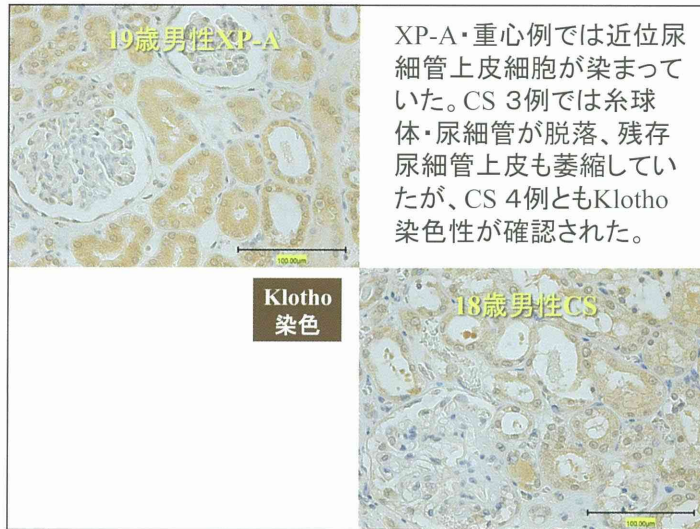 19歳男性XP-A
100.00μm
XP-A・重心例では近位尿
細管上皮細胞が染まって
いた。CS 3例では糸球
体・尿細管が脱落、残存
尿細管上皮も萎縮してい
たが、CS 4例ともKlotho
染色性が確認された。
Klotho
染色
18歳男性CS
100.00μm